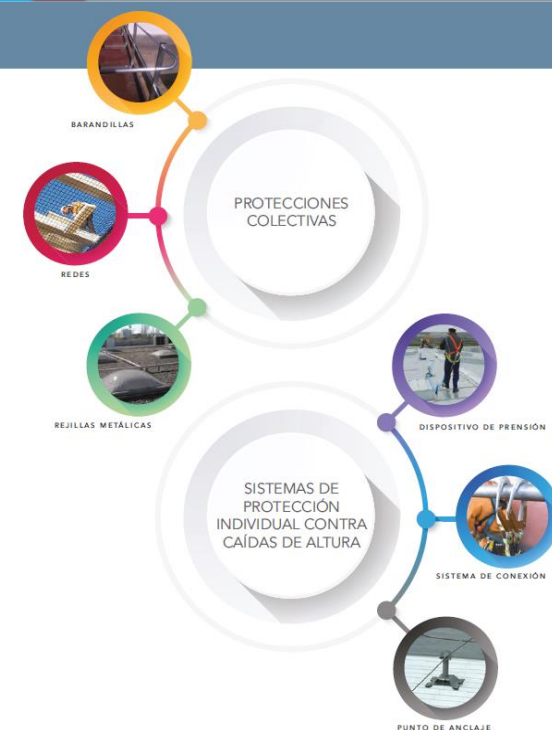 BARANDILLAS
PROTECCIONES
COLECTIVAS
REDES
REJILLAS METÁLICAS
DISPOSITIVO DE PRENSIÓN
SISTEMAS DE
PROTECCIÓN
INDIVIDUAL CONTRA
CAÍDAS DE ALTURA
SISTEMA DE CONEXIÓN
PUNTO DE ANCLAJE